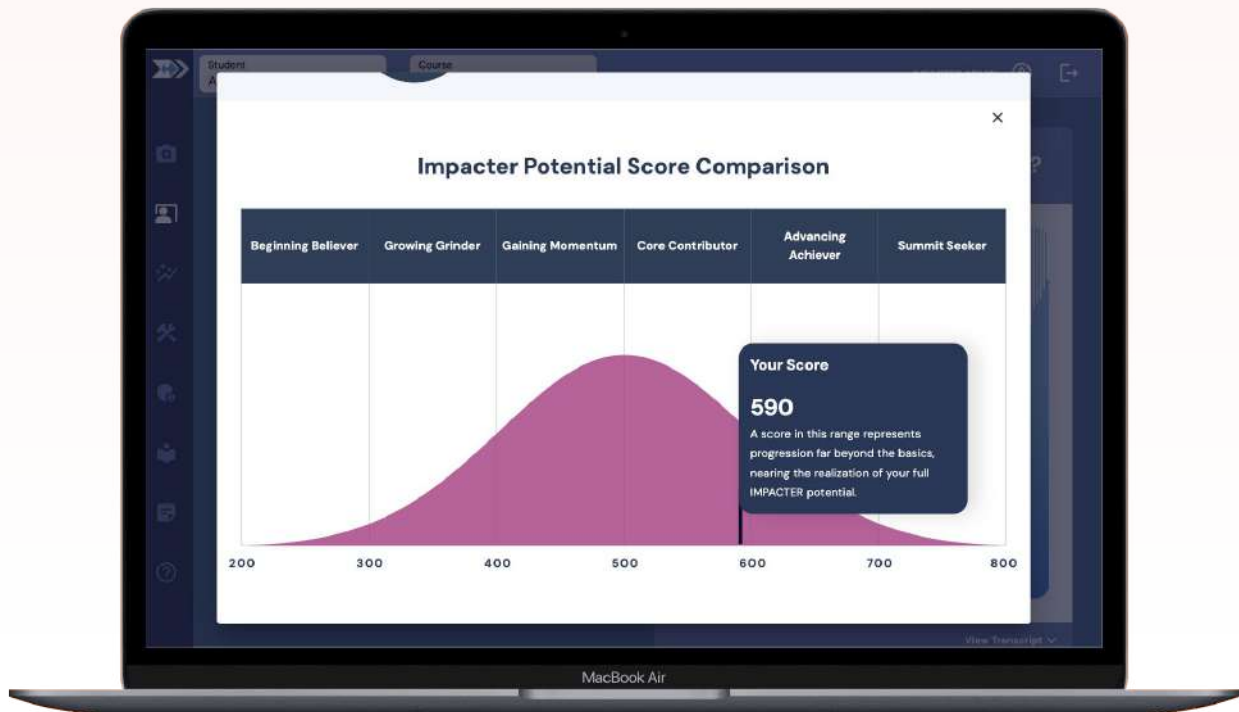 Student
Course
A
Impacter Potential Score Comparison
Beginning Believer
Growing Grinder
Gaining Momentum
Core Contributor
Advancing
Achiever
Summit Seeker
Your Score
590
A score in this range represents
progression far beyond the basics,
nearing the realization of your full
IMPACTER potential.
200 300 400 500 600 700 800
View Transcript
MacBook Air